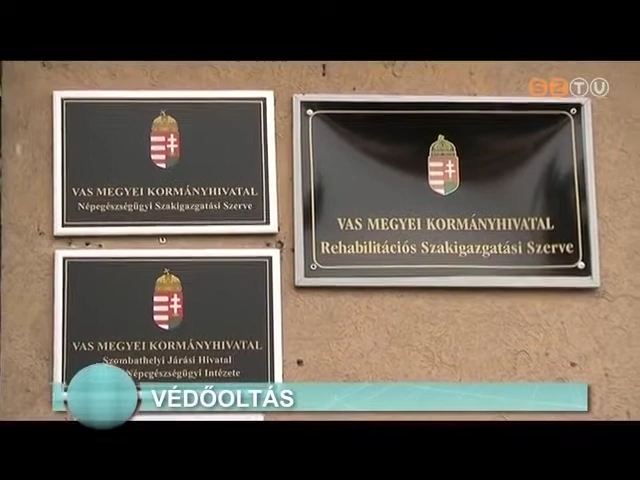 SZTV
VAS MEGYEI KORMÁNYHIVATAL
Népegészségügyi Szakigazgatási Szerve
VAS MEGYEI KORMÁNYHIVATAL
Rehabilitációs Szakigazgatási Szerve
VAS MEGYEI KORMÁNYHIVATAL
Szombathelyi Járási Hivatal
Népegészségügyi Intézete
VÉDŐOLTÁS